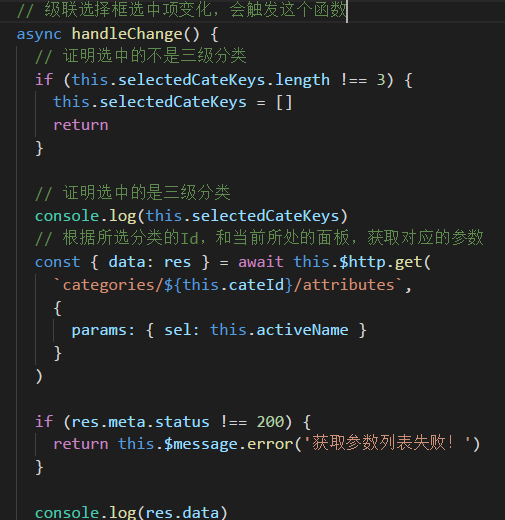 // 级联选择框选中项变化，会触发这个函数
async handleChange() {
// 证明选中的不是三级分类
if (this.selectedCateKeys.length !== 3) {
this.selectedCateKeys = []
return
}
// 证明选中的是三级分类
console.log(this.selectedCateKeys)
// 根据所选分类的Id，和当前所处的面板，获取对应的参数
const { data: res } = await this.$http.get(
`categories/${this.cateId}/attributes`,
{
params: { sel: this.activeName }
}
)
if (res.meta.status !== 200) {
return this.$message.error('获取参数列表失败！')
}
console.log(res.data)